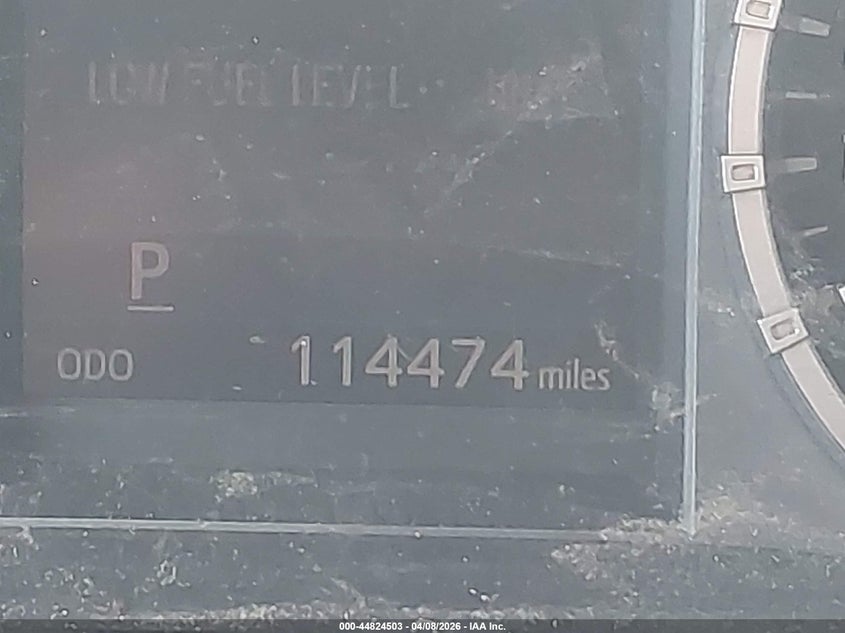 LOW FUEL LEVEL
P
ODO 114474 miles
000-44824503 - 04/08/2026 - IAA Inc.